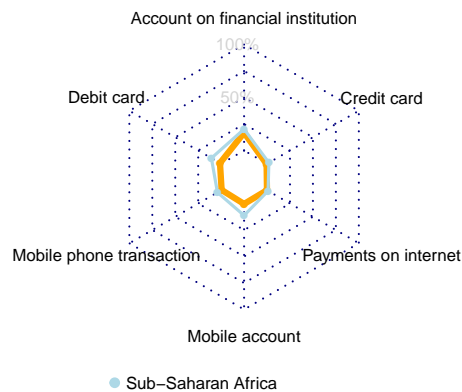 Account on financial institution
100%
Debit card
50%
Credit card
Mobile phone transaction
Payments on internet
Mobile account
Sub−Saharan Africa